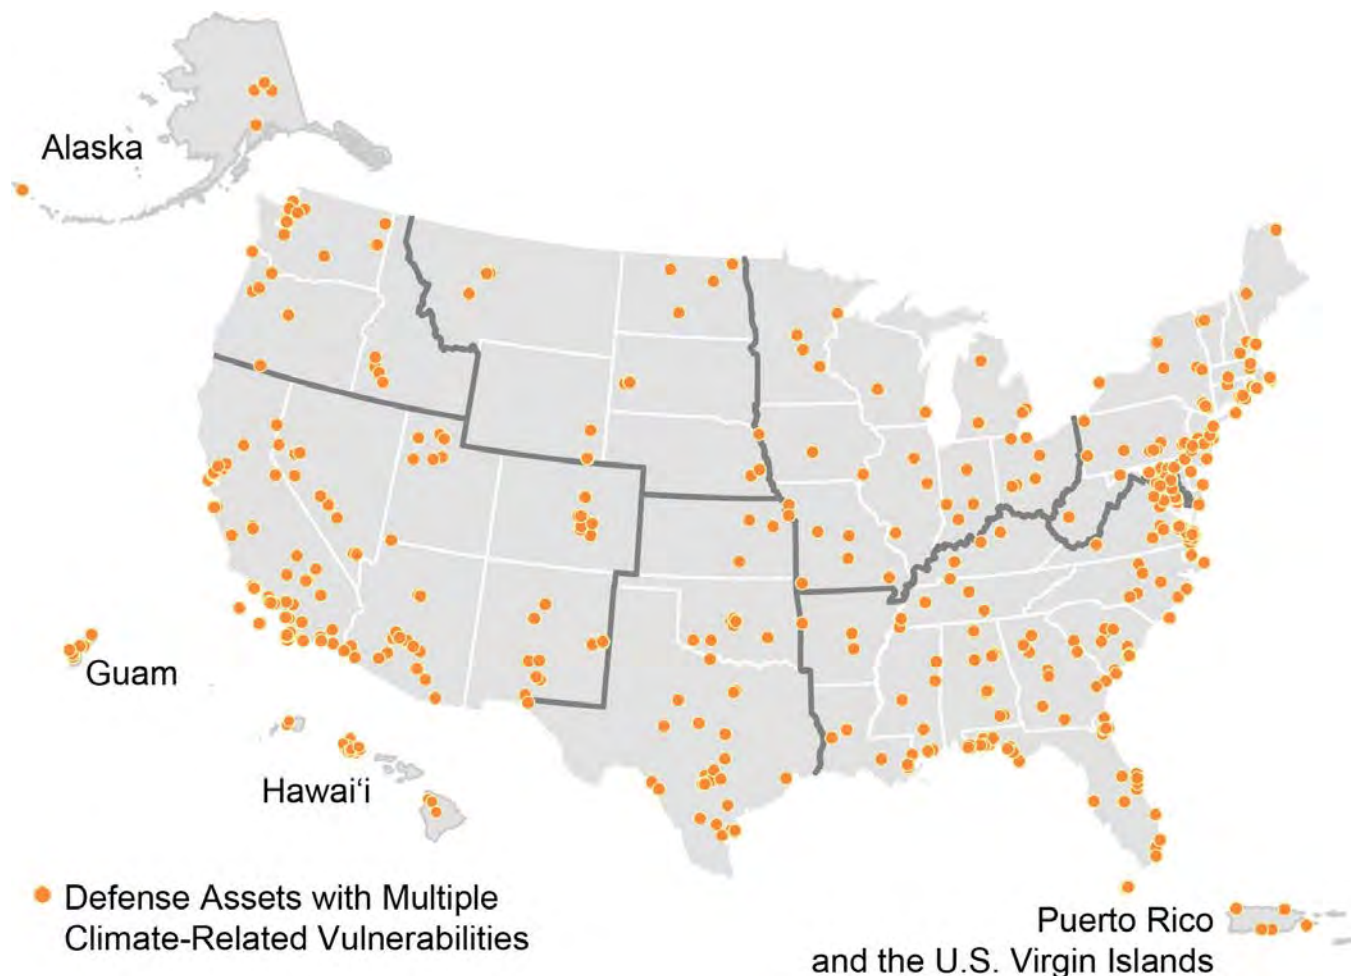 Alaska
Guam
Hawai‘i
Defense Assets with Multiple
Climate-Related Vulnerabilities
Puerto Rico
and the U.S. Virgin Islands